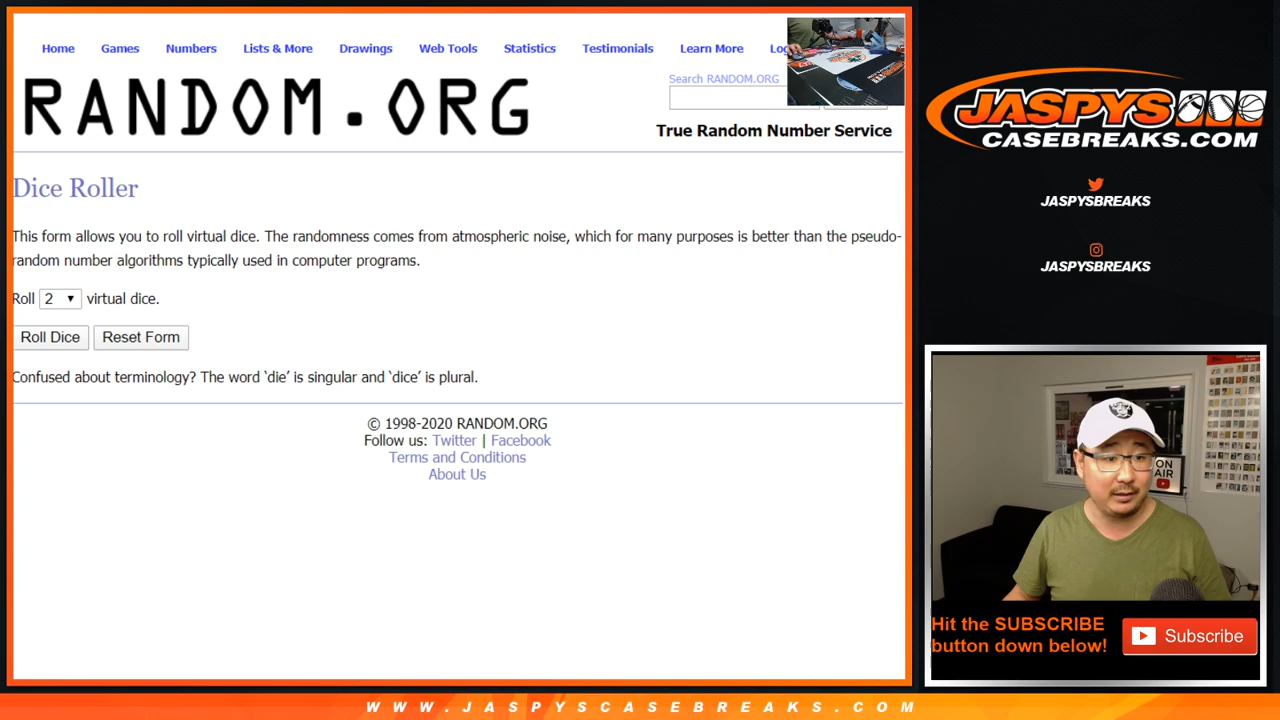 Home Games Numbers Lists & More Drawings Web Tools Statistics Testimonials Learn More
RANDOM.ORG
Search RANDOM.ORG
True Random Number Service
Dice Roller
This form allows you to roll virtual dice. The randomness comes from atmospheric noise, which for many purposes is better than the pseudo-
random number algorithms typically used in computer programs.
Roll 2 virtual dice.
Roll Dice Reset Form
Confused about terminology? The word ‘die’ is singular and ‘dice’ is plural.
© 1998-2020 RANDOM.ORG
Follow us: Twitter | Facebook
Terms and Conditions
About Us
JASPYS
CASEBREAKS.COM
JASPYSBREAKS
JASPYSBREAKS
ON
AIR
Hit the SUBSCRIBE
button down below!
Subscribe
WWW.JASPYSCASEBREAKS.COM